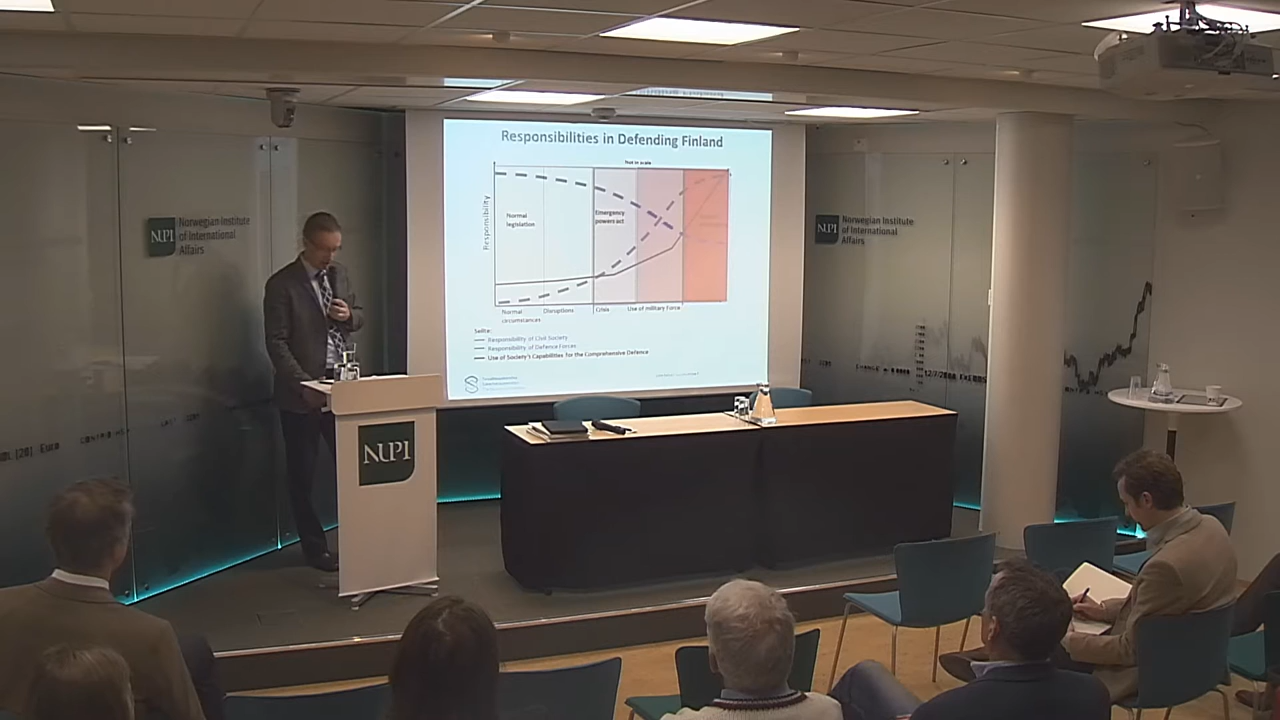 Responsibilities in Defending Finland
Not in scale
Responsibility
Normal
legislation
Emergency
powers act
Normal
circumstances
Disruptions
Crisis
Use of military Force
Selite:
Responsibility of Civil Society
Responsibility of Defence Forces
Use of Society's Capabilities for the Comprehensive Defence
NUPI
Norwegian Institute
of International
Affairs
NUPI
Norwegian Institute
of International
Affairs
NUPI